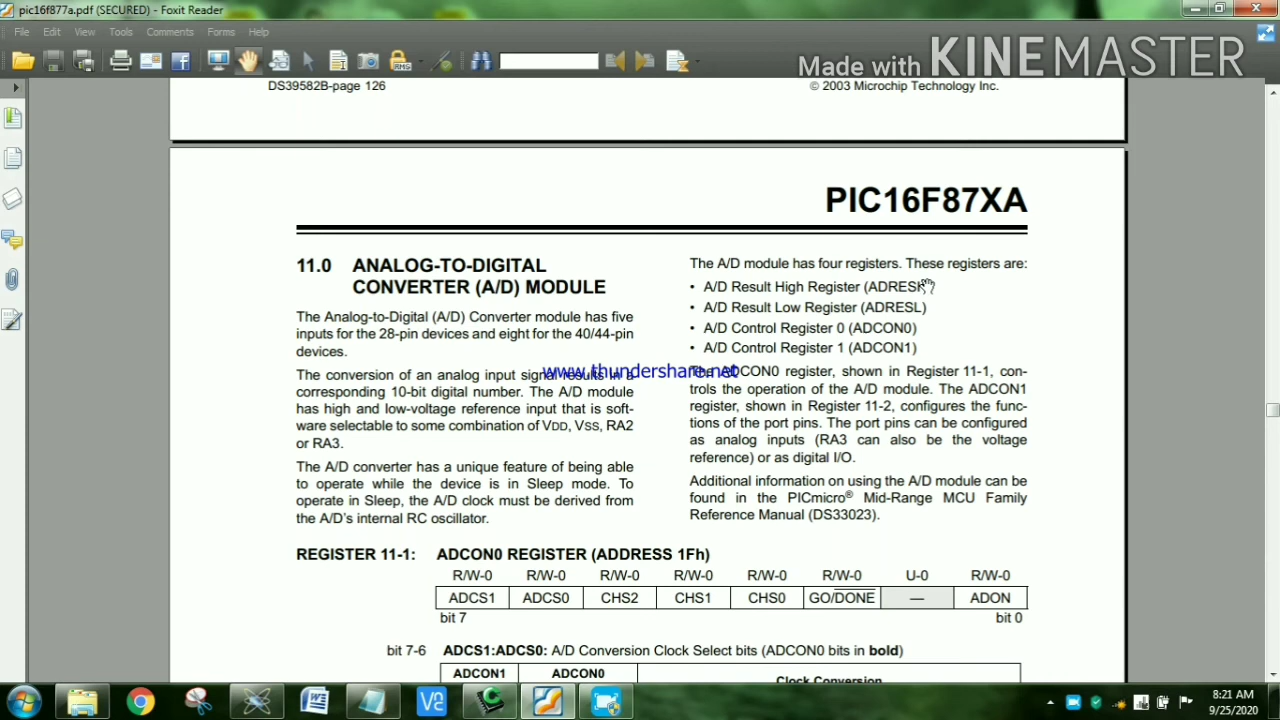 pic16f877a.pdf (SECURED) - Foxit Reader
File Edit View Tools Comments Forms Help
Made with KINEMASTER
DS39582B-page 126
© 2003 Microchip Technology Inc.
PIC16F87XA
11.0 ANALOG-TO-DIGITAL
CONVERTER (A/D) MODULE
The Analog-to-Digital (A/D) Converter module has five
inputs for the 28-pin devices and eight for the 40/44-pin
devices.
The conversion of an analog input signal results in a
corresponding 10-bit digital number. The A/D module
has high and low-voltage reference input that is soft-
ware selectable to some combination of VDD, VSS, RA2
or RA3.
The A/D converter has a unique feature of being able
to operate while the device is in Sleep mode. To
operate in Sleep, the A/D clock must be derived from
the A/D's internal RC oscillator.
The A/D module has four registers. These registers are:
• A/D Result High Register (ADRESH)
• A/D Result Low Register (ADRESL)
• A/D Control Register 0 (ADCON0)
• A/D Control Register 1 (ADCON1)
www.thundershare.net
The ADCON0 register, shown in Register 11-1, con-
trols the operation of the A/D module. The ADCON1
register, shown in Register 11-2, configures the func-
tions of the port pins. The port pins can be configured
as analog inputs (RA3 can also be the voltage
reference) or as digital I/O.
Additional information on using the A/D module can be
found in the PICmicro® Mid-Range MCU Family
Reference Manual (DS33023).
REGISTER 11-1: ADCON0 REGISTER (ADDRESS 1Fh)
R/W-0 R/W-0 R/W-0 R/W-0 R/W-0 R/W-0 U-0 R/W-0
ADCS1 ADCS0 CHS2 CHS1 CHS0 GO/DONE — ADON
bit 7 bit 0
bit 7-6 ADCS1:ADCS0: A/D Conversion Clock Select bits (ADCON0 bits in bold)
ADCON1 ADCON0
Clock Conversion
8:21 AM
9/25/2020